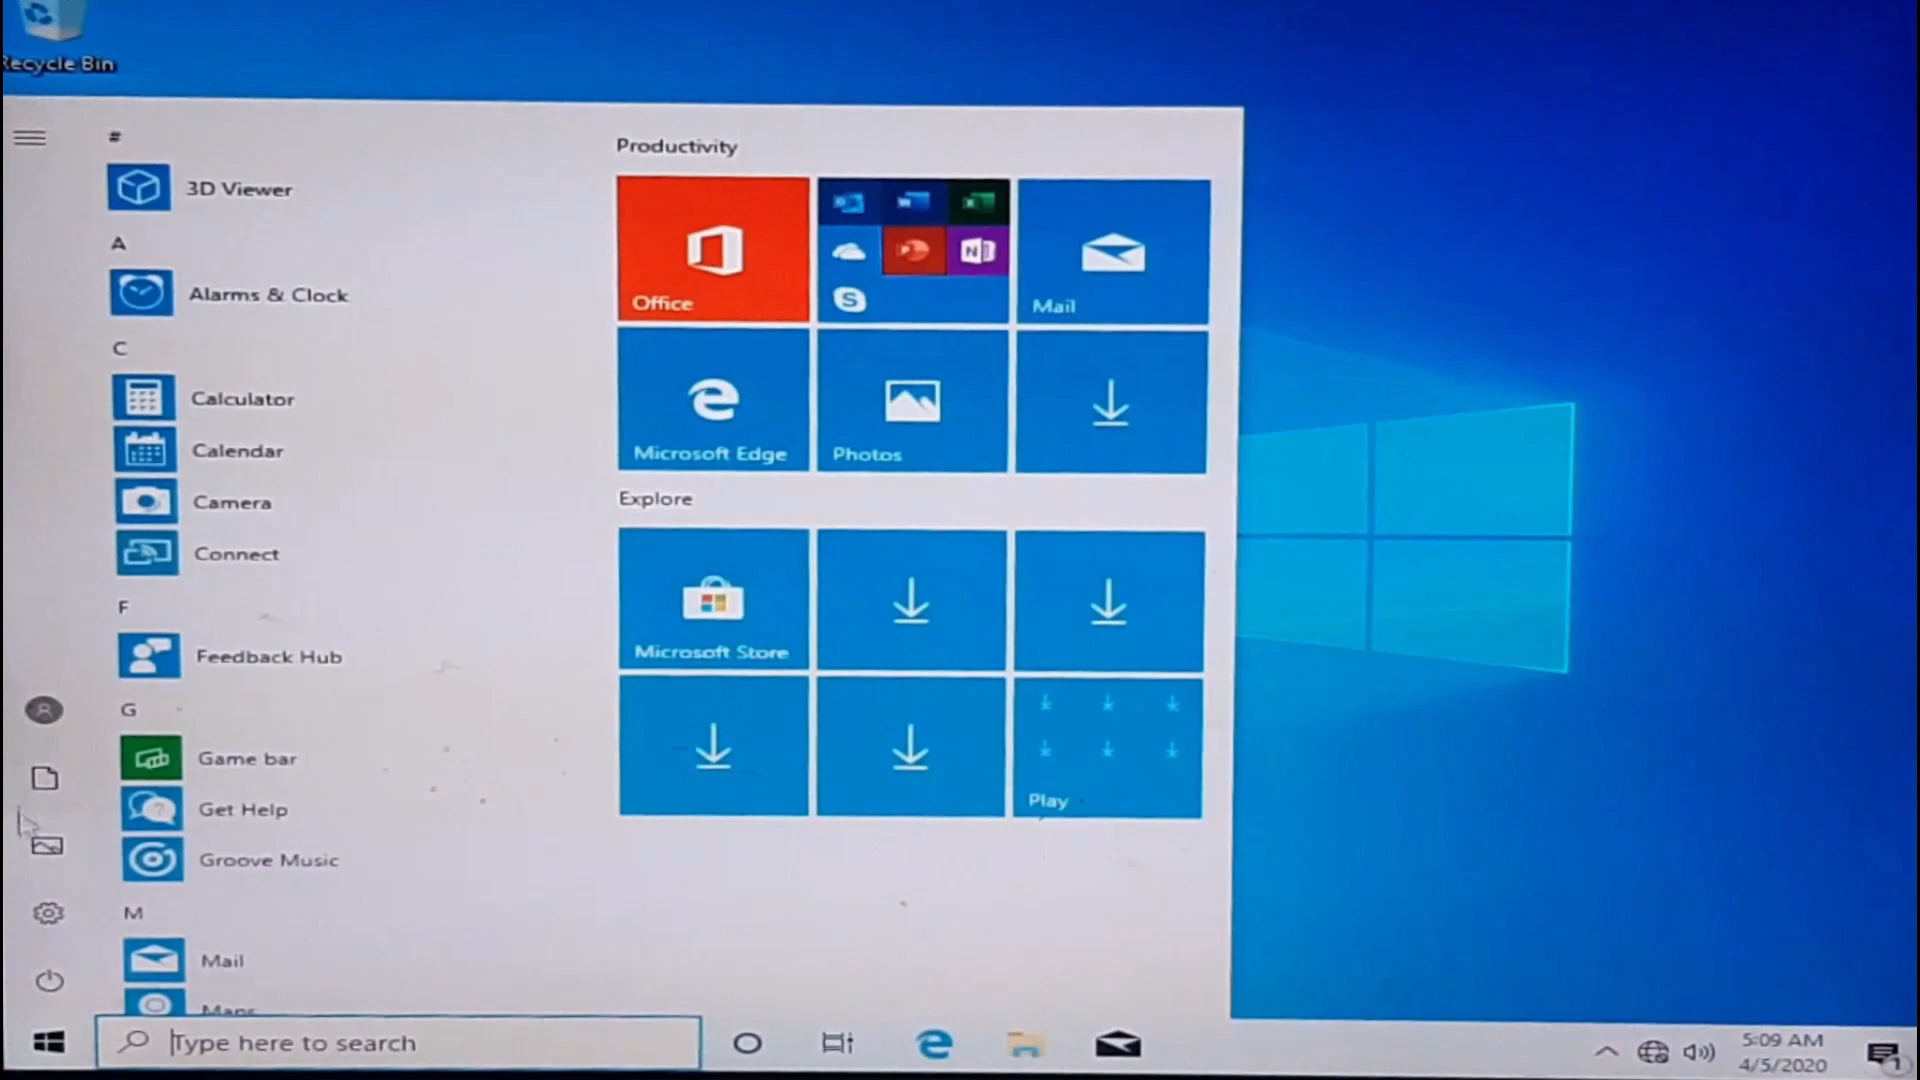 Recycle Bin
#
3D Viewer
A
Alarms & Clock
C
Calculator
Calendar
Camera
Connect
F
Feedback Hub
G
Game bar
Get Help
Groove Music
M
Mail
Maps
Productivity
Office
Mail
Microsoft Edge
Photos
Explore
Microsoft Store
Play
Type here to search
5:09 AM
4/5/2020
1